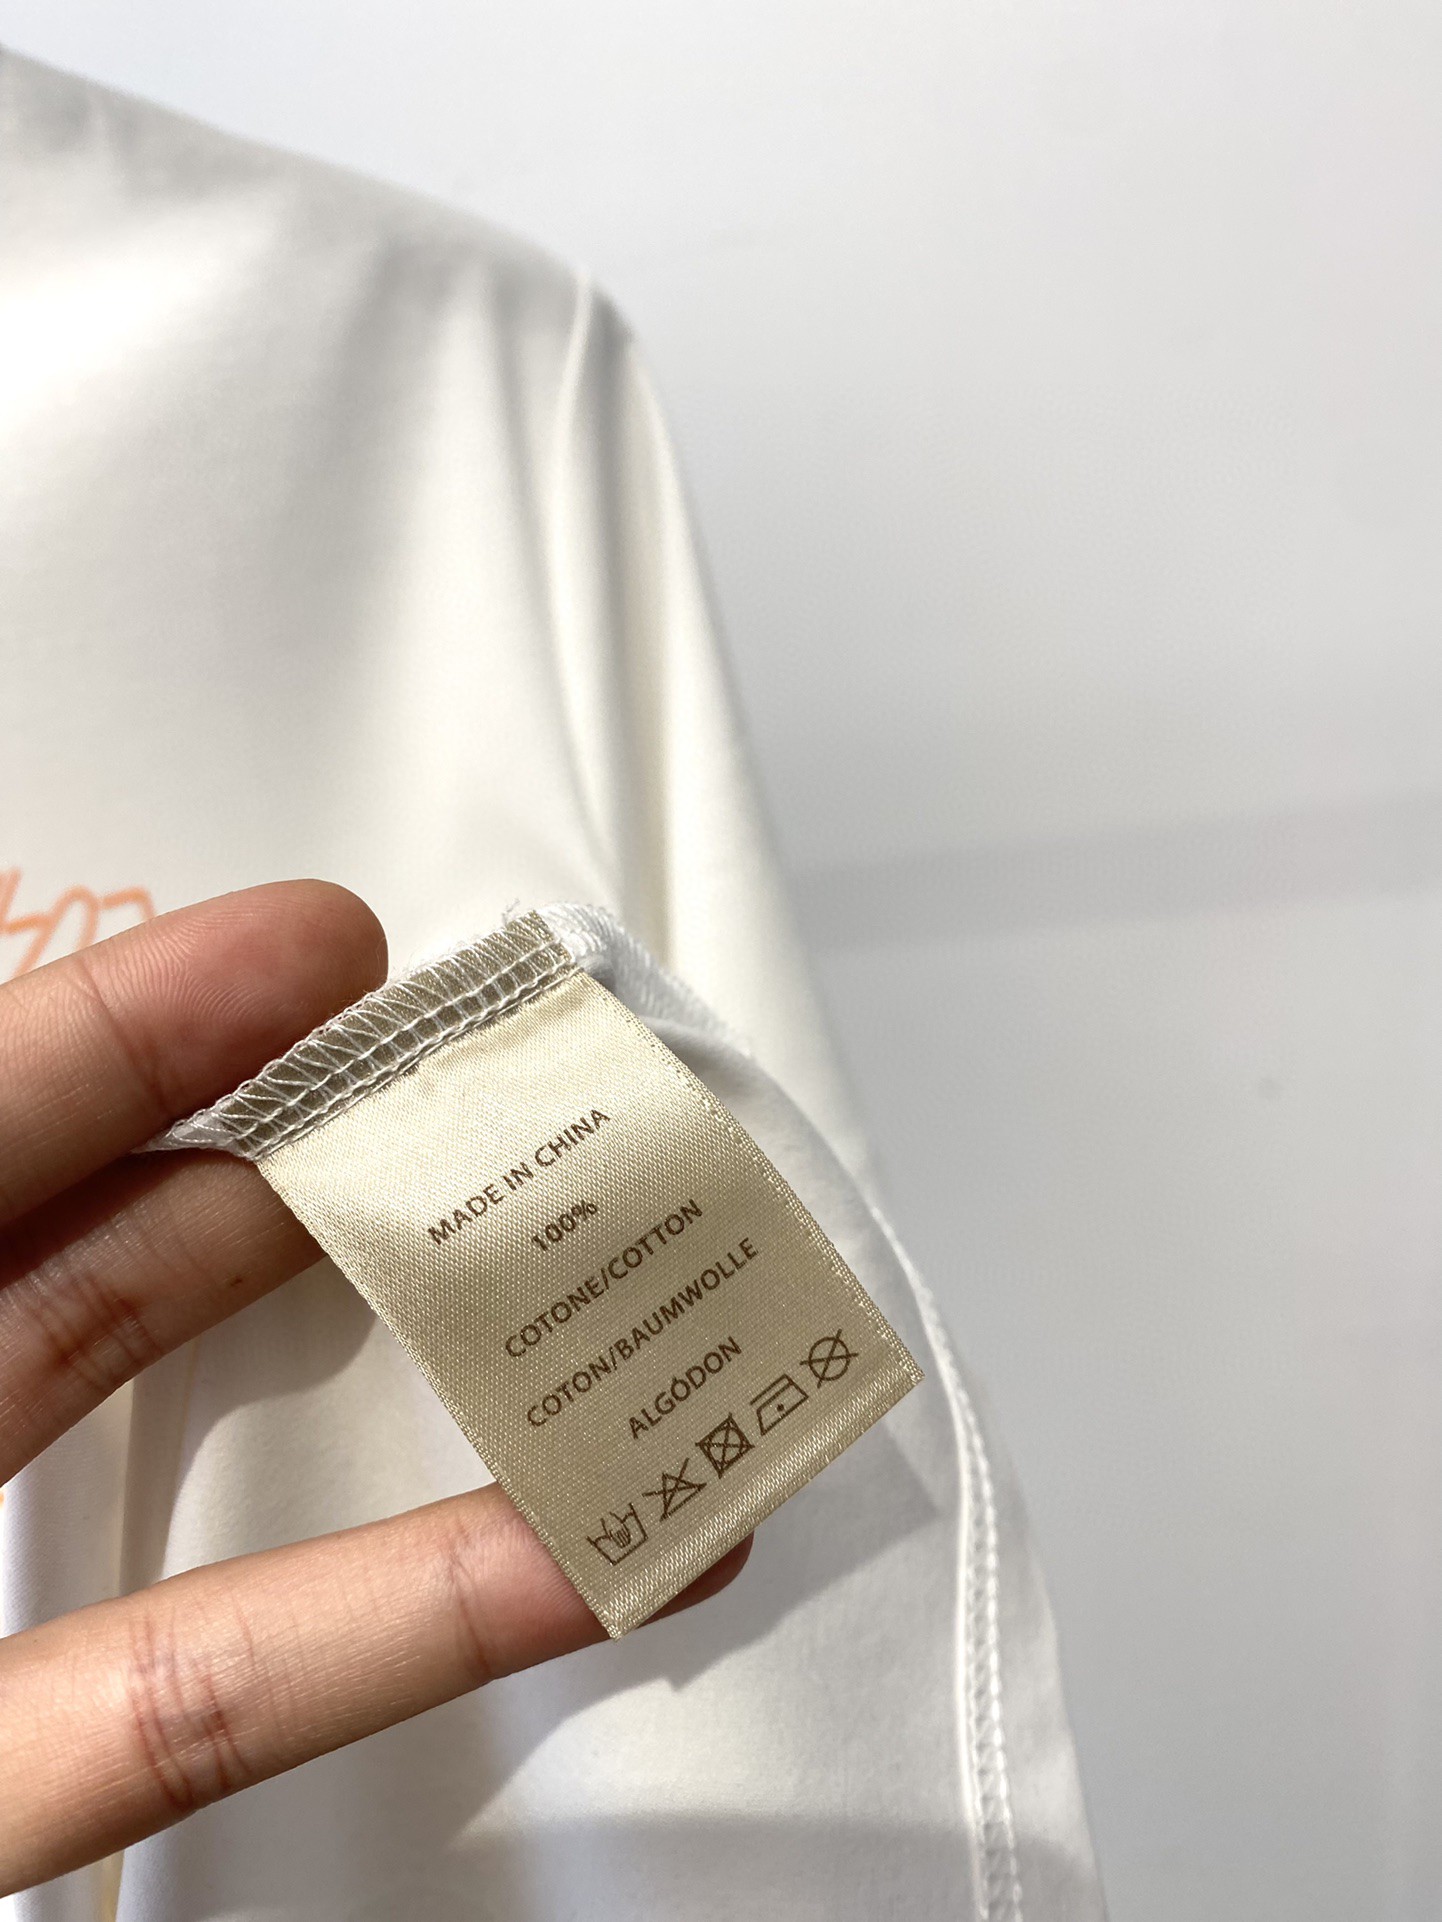 MADE IN CHINA
100%
COTONE/COTTON
COTON/BAUMWOLLE
ALGÓDON